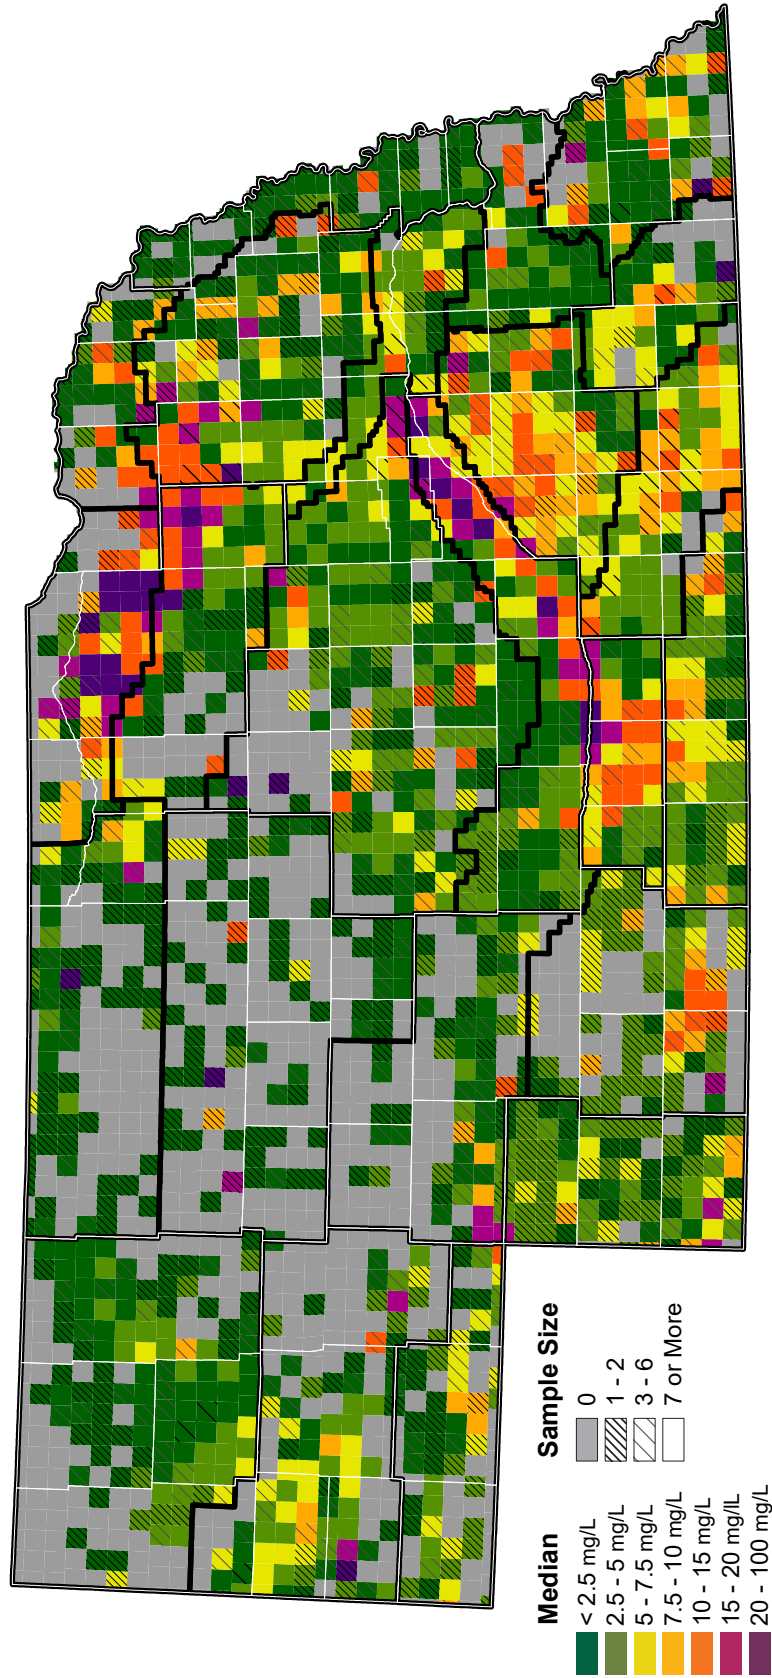 Median
< 2.5 mg/L
2.5 - 5 mg/L
5 - 7.5 mg/L
7.5 - 10 mg/L
10 - 15 mg/L
15 - 20 mg/lL
20 - 100 mg/L
Sample Size
0
1 - 2
3 - 6
7 or More